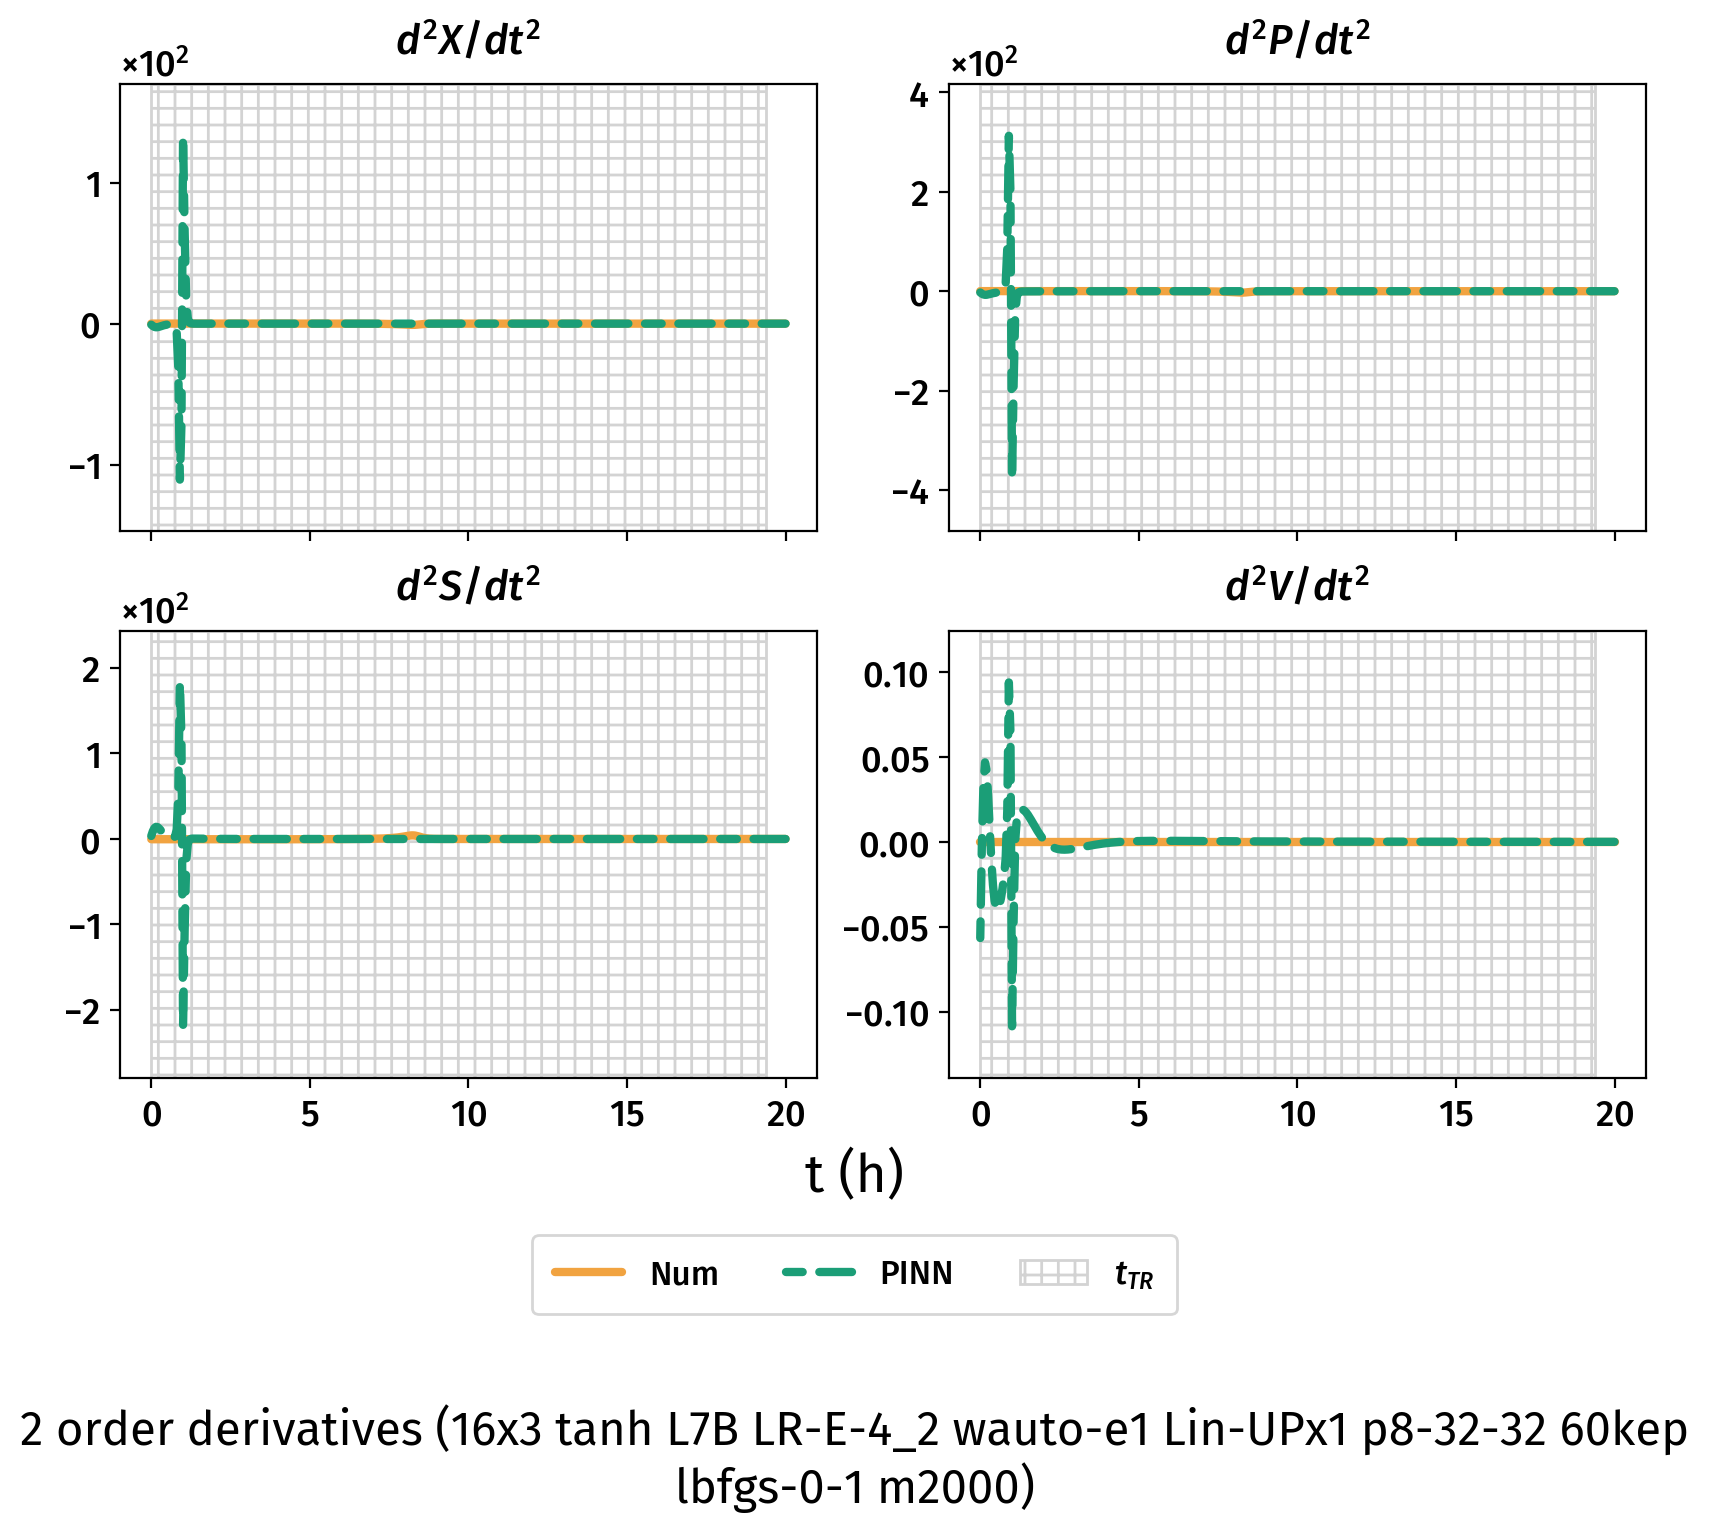 d²X/dt²
×10²
1
0
−1
d²P/dt²
×10²
4
2
0
−2
−4
d²S/dt²
×10²
2
1
0
−1
−2
0 5 10 15 20
d²V/dt²
0.10
0.05
0.00
−0.05
−0.10
0 5 10 15 20
t (h)
Num PINN t_TR
2 order derivatives (16x3 tanh L7B LR-E-4_2 wauto-e1 Lin-UPx1 p8-32-32 60kep
lbfgs-0-1 m2000)